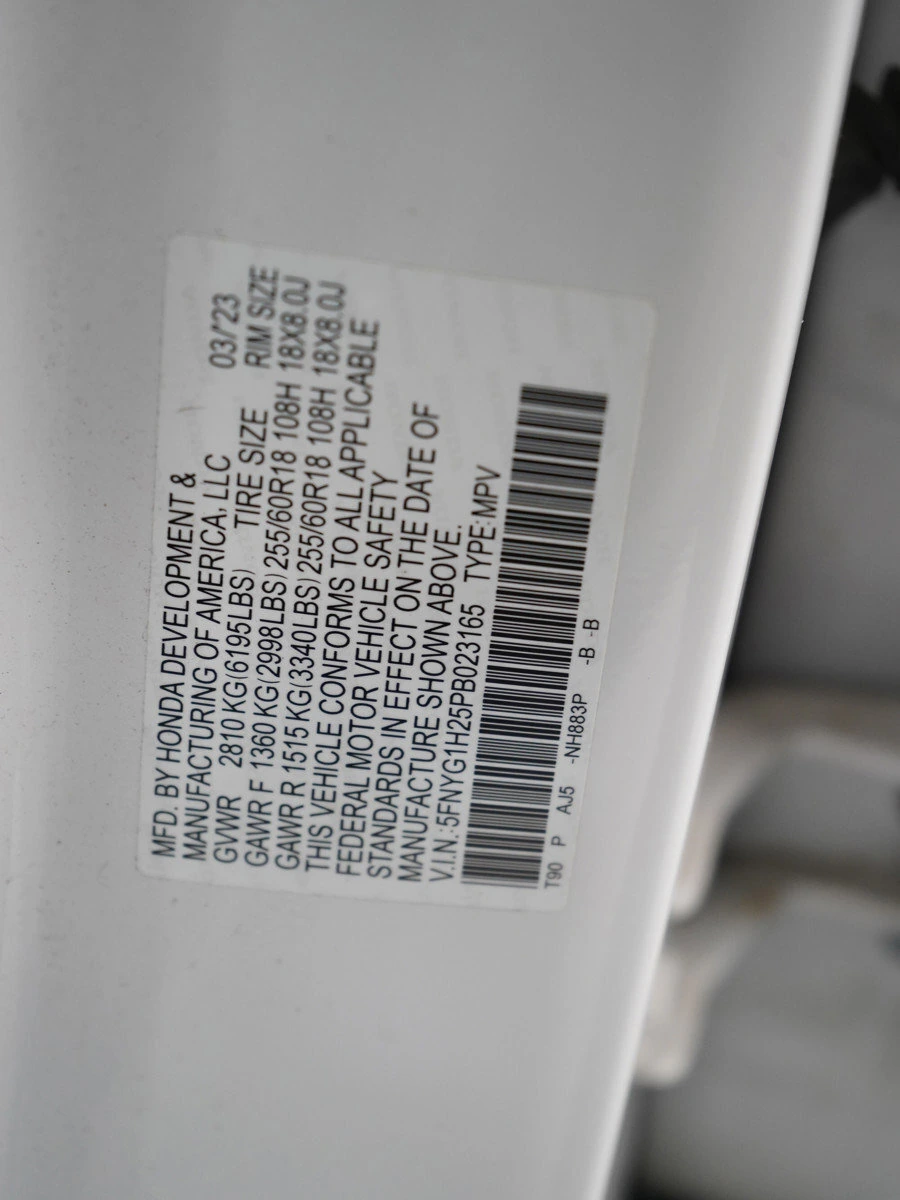 MFD. BY HONDA DEVELOPMENT &
MANUFACTURING OF AMERICA, LLC 03/'23
GVWR 2810 KG(6195LBS) TIRE SIZE RIM SIZE
GAWR F 1360 KG(2998LBS) 255/60R18 108H 18X8.0J
GAWR R 1515 KG(3340LBS) 255/60R18 108H 18X8.0J
THIS VEHICLE CONFORMS TO ALL APPLICABLE
FEDERAL MOTOR VEHICLE SAFETY
STANDARDS IN EFFECT ON THE DATE OF
MANUFACTURE SHOWN ABOVE.
V.I.N.:5FNYG1H25PB023165 TYPE:MPV
T90 P AJ5 -NH883P -B -B